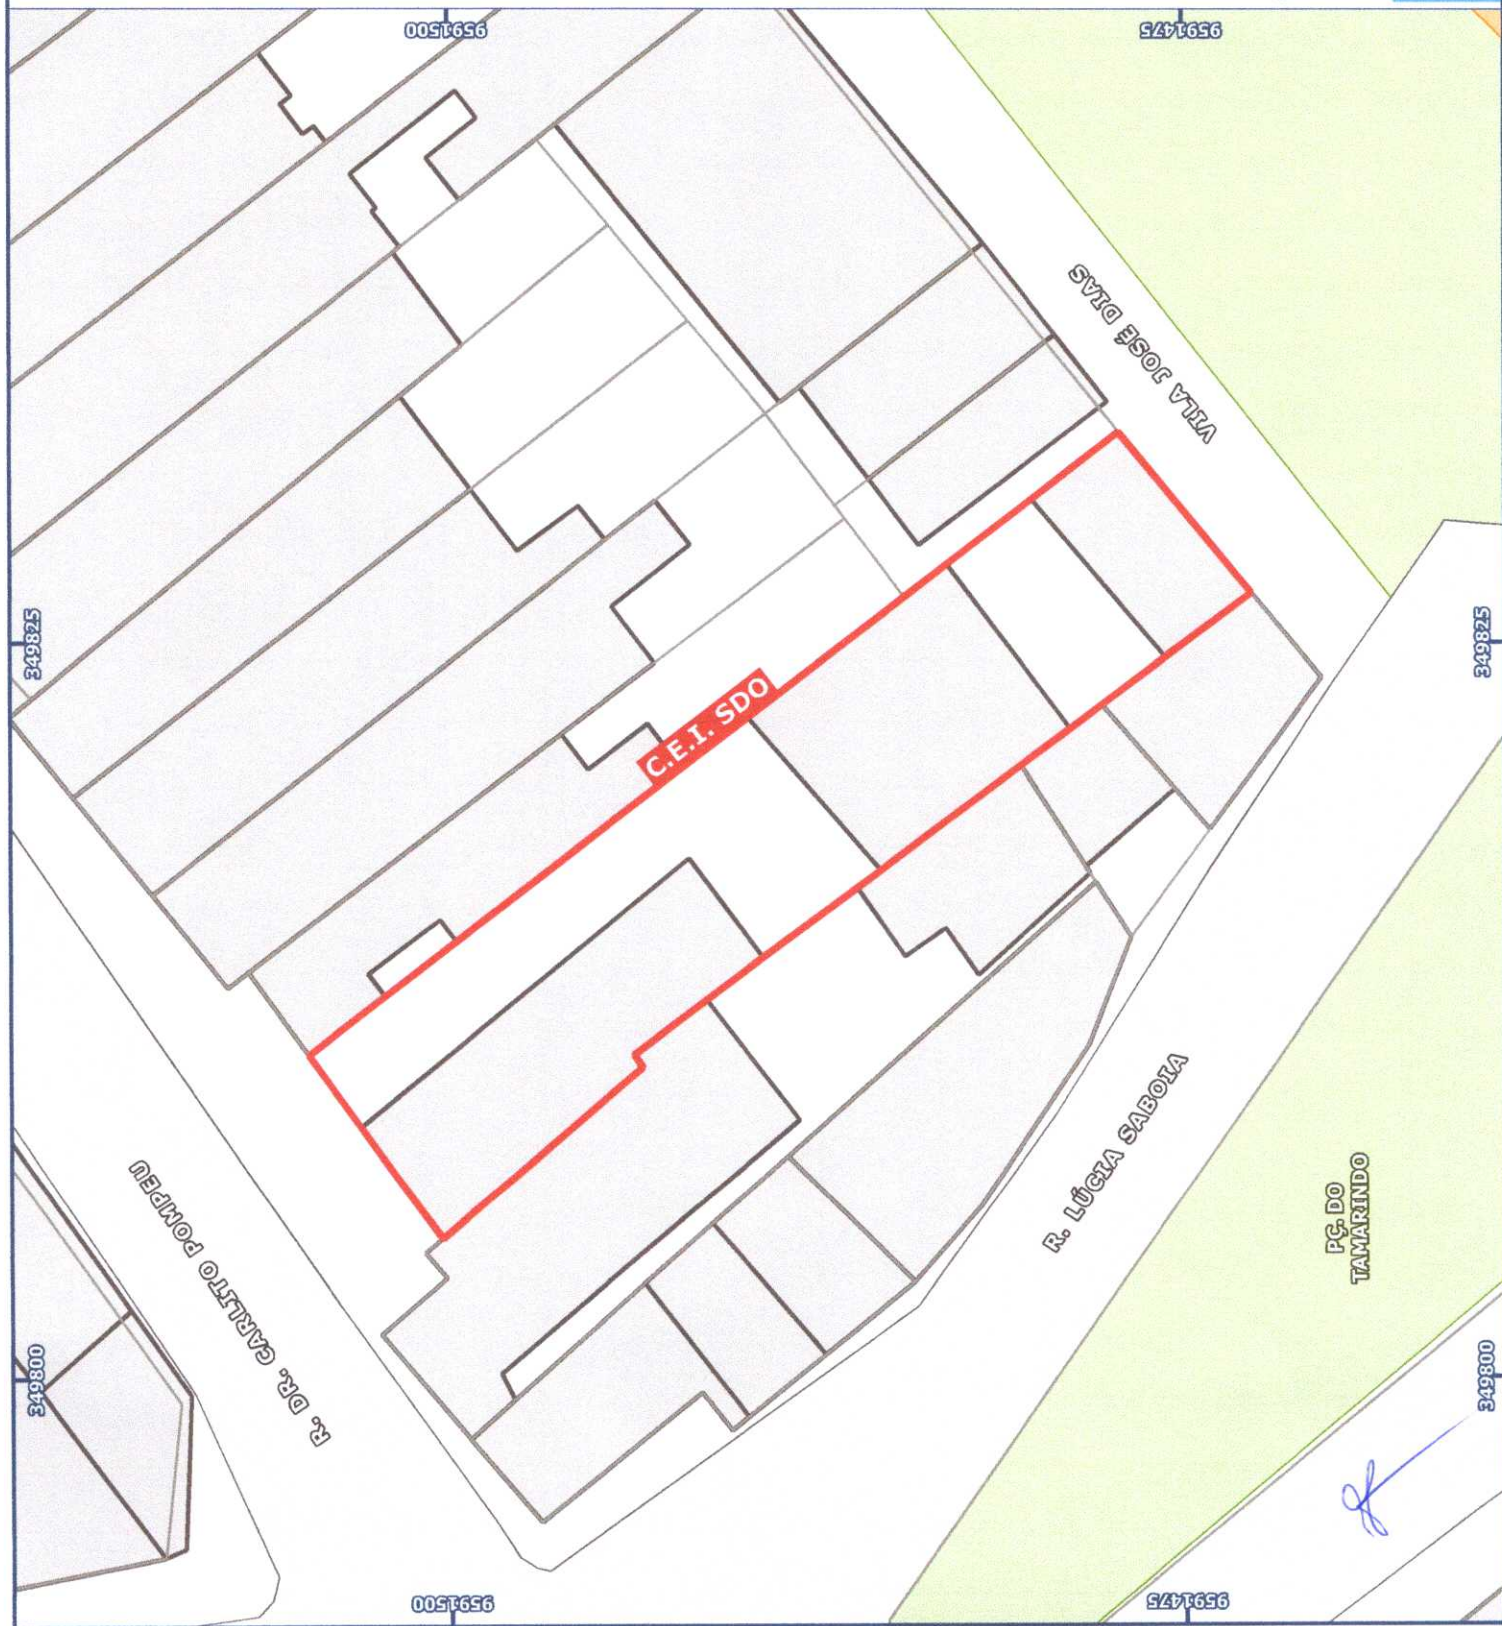 9591500
9591475
349825
349825
VILA JOSÉ DIAS
C.E.I. SDO
R. DR. CARLITO POMPEU
R. LÚCIA SABOIA
PÇ. DO
TAMARINDO
349800
349800
9591500
9591475